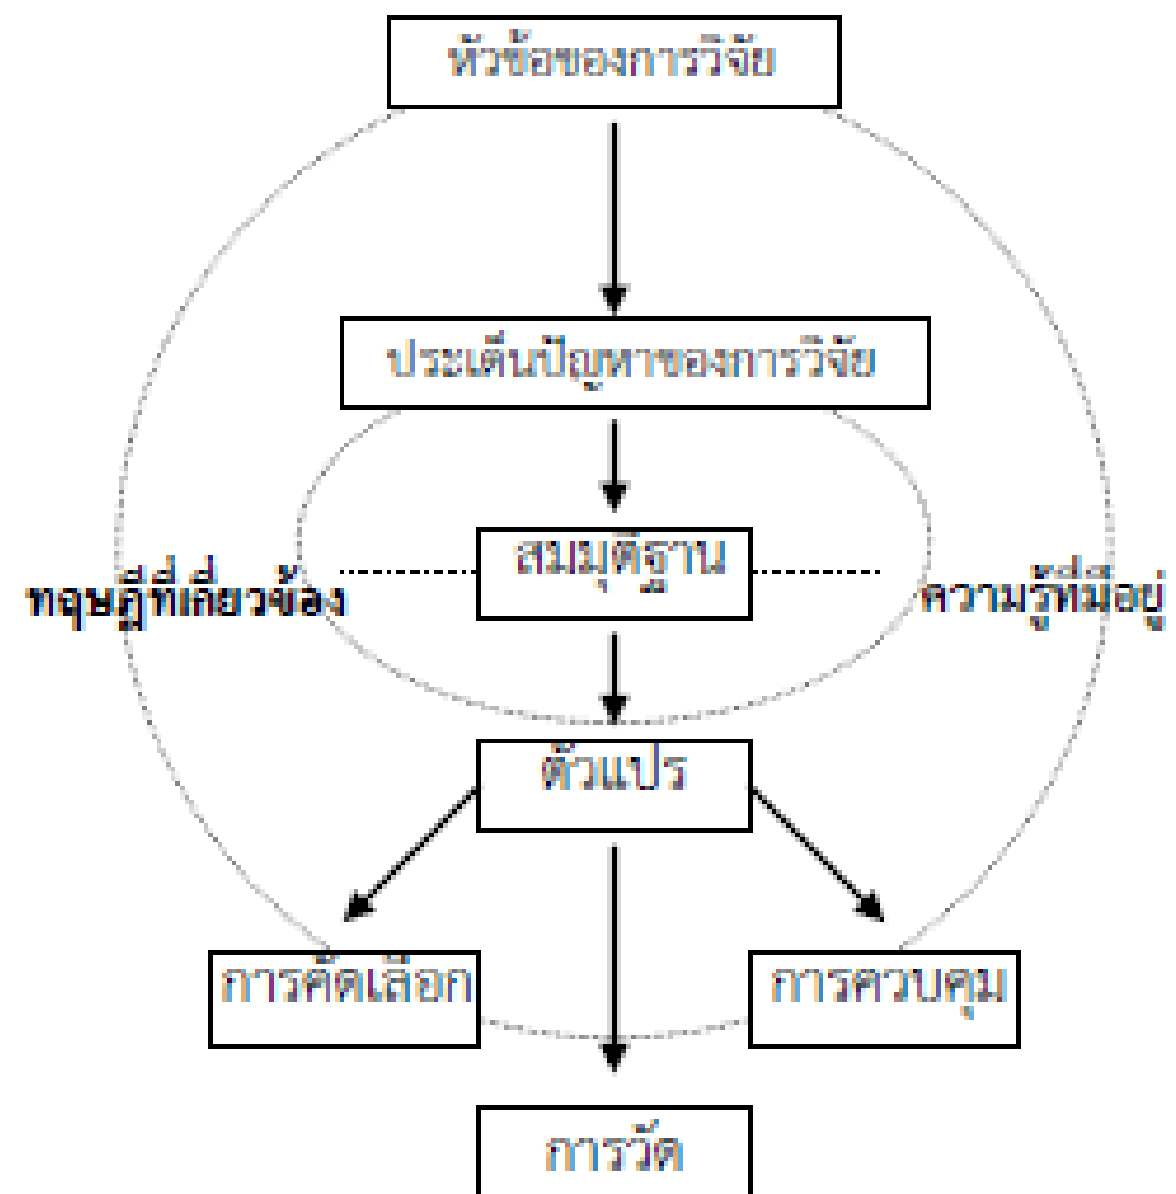 หัวข้อของการวิจัย
ประเด็นปัญหาของการวิจัย
สมมุติฐาน
ทฤษฎีที่เกี่ยวข้อง
ความรู้ที่มีอยู่
ตัวแปร
การคัดเลือก
การควบคุม
การวัด